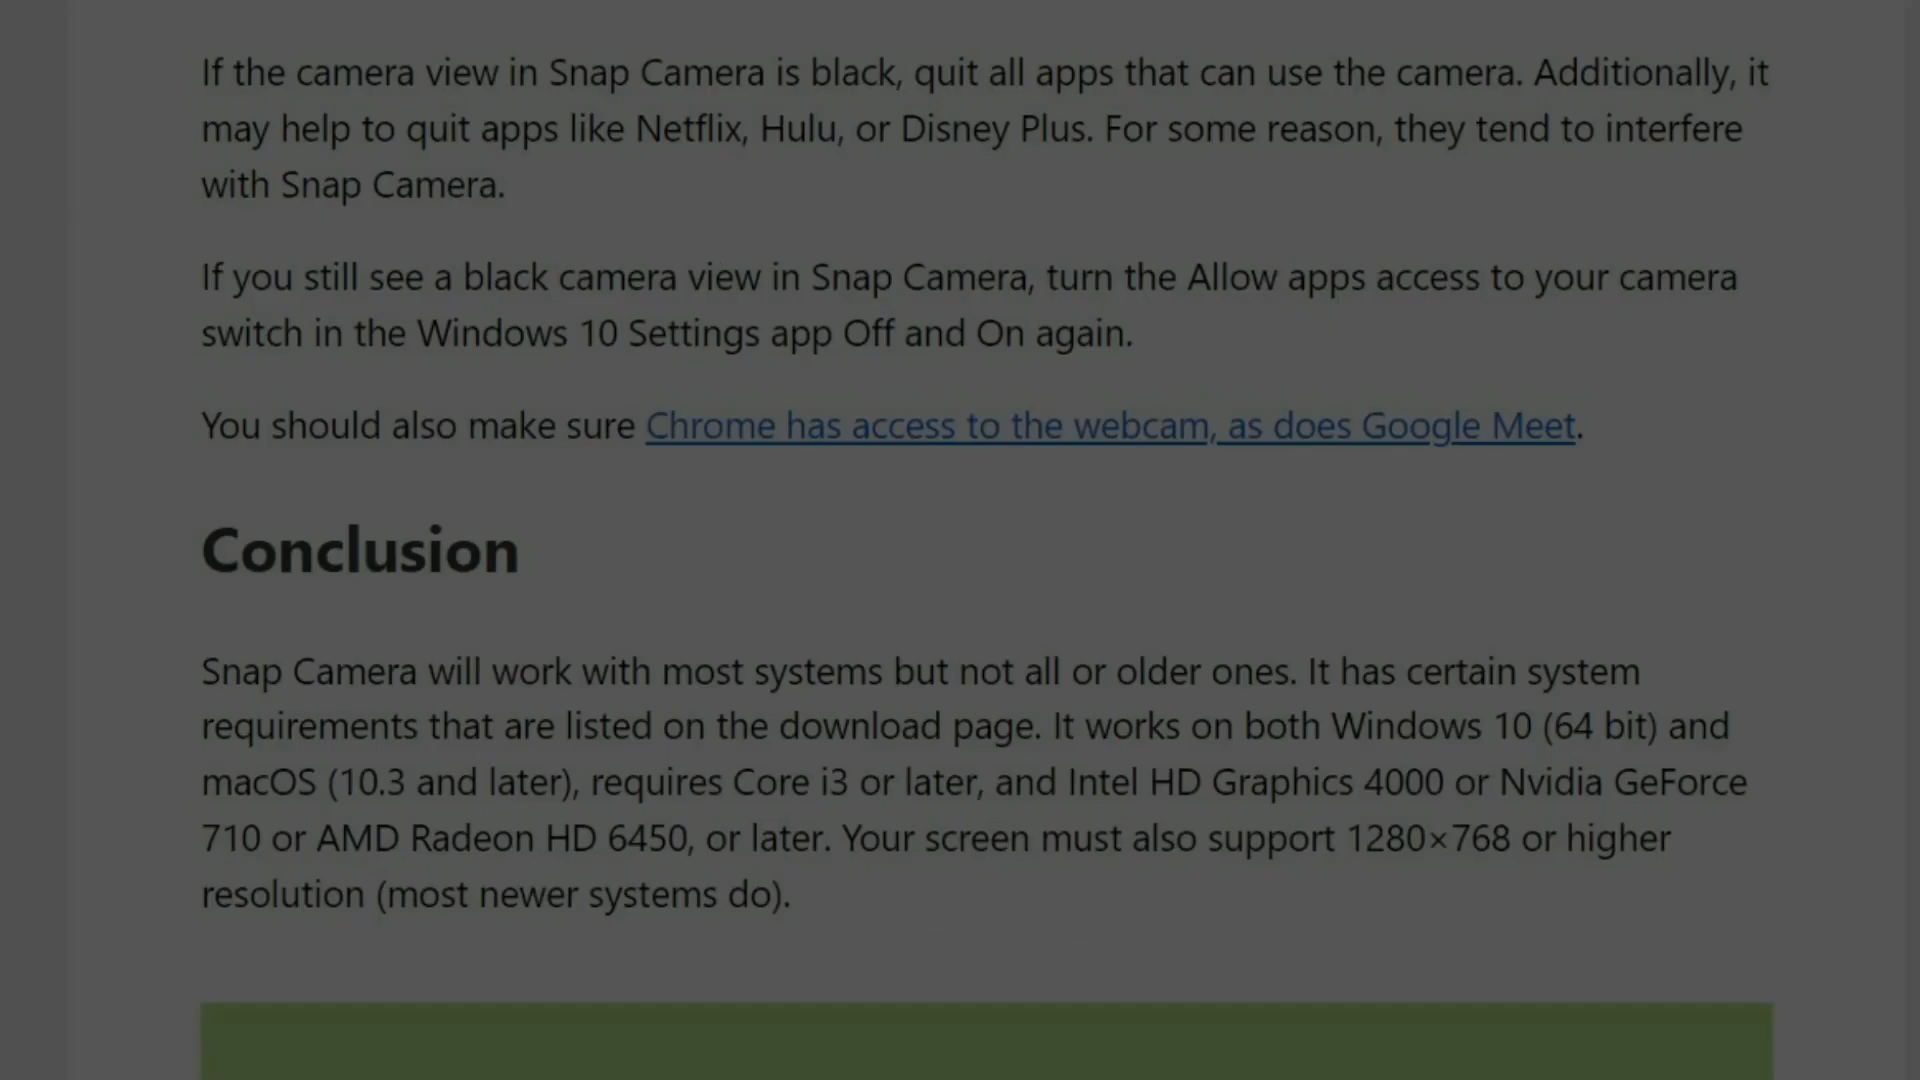 If the camera view in Snap Camera is black, quit all apps that can use the camera. Additionally, it
may help to quit apps like Netflix, Hulu, or Disney Plus. For some reason, they tend to interfere
with Snap Camera.
If you still see a black camera view in Snap Camera, turn the Allow apps access to your camera
switch in the Windows 10 Settings app Off and On again.
You should also make sure Chrome has access to the webcam, as does Google Meet.
Conclusion
Snap Camera will work with most systems but not all or older ones. It has certain system
requirements that are listed on the download page. It works on both Windows 10 (64 bit) and
macOS (10.3 and later), requires Core i3 or later, and Intel HD Graphics 4000 or Nvidia GeForce
710 or AMD Radeon HD 6450, or later. Your screen must also support 1280×768 or higher
resolution (most newer systems do).